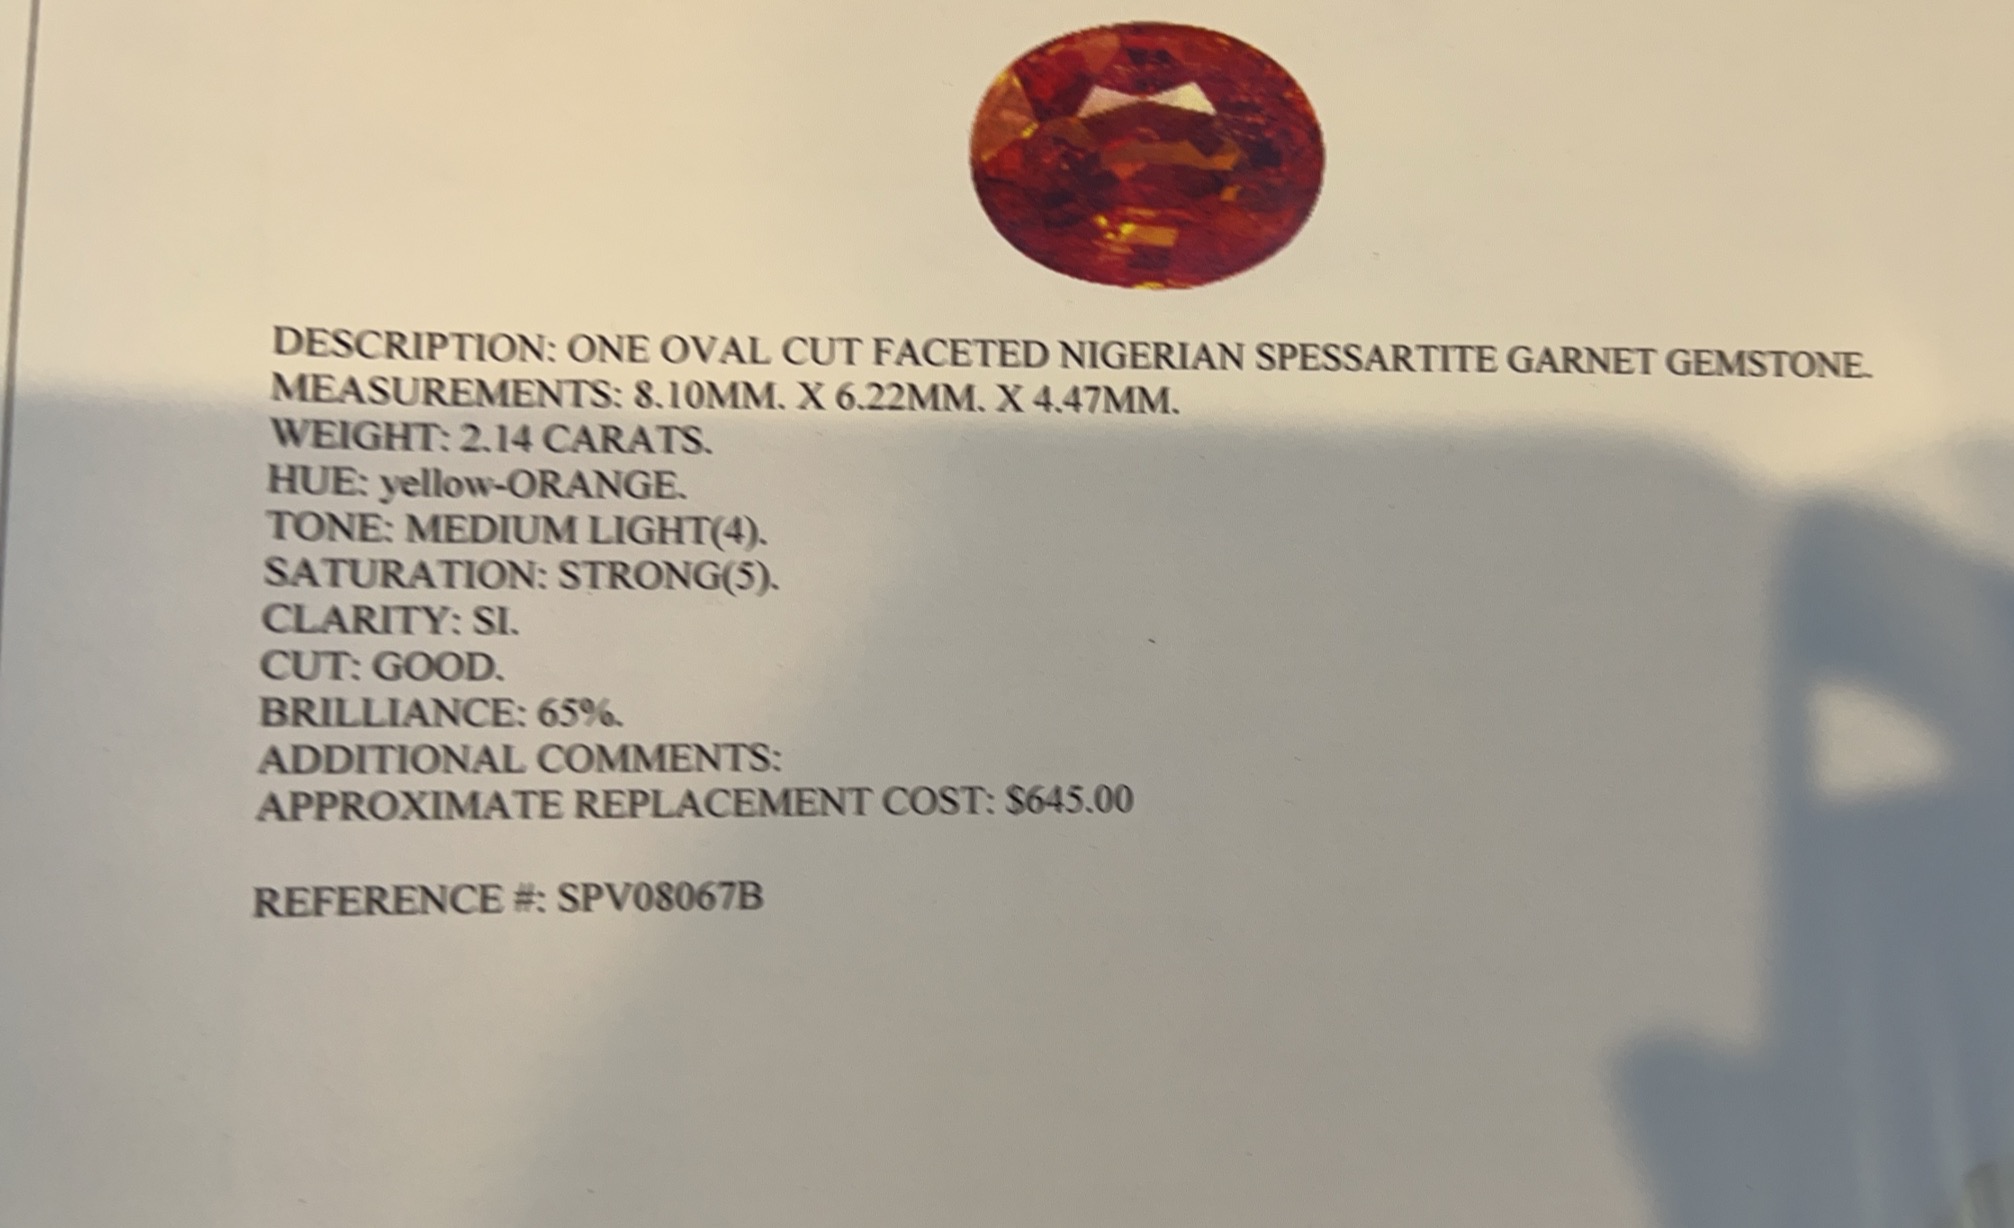 DESCRIPTION: ONE OVAL CUT FACETED NIGERIAN SPESSARTITE GARNET GEMSTONE.
MEASUREMENTS: 8.10MM. X 6.22MM. X 4.47MM.
WEIGHT: 2.14 CARATS.
HUE: yellow-ORANGE.
TONE: MEDIUM LIGHT(4).
SATURATION: STRONG(5).
CLARITY: SI.
CUT: GOOD.
BRILLIANCE: 65%.
ADDITIONAL COMMENTS:
APPROXIMATE REPLACEMENT COST: $645.00
REFERENCE #: SPV08067B